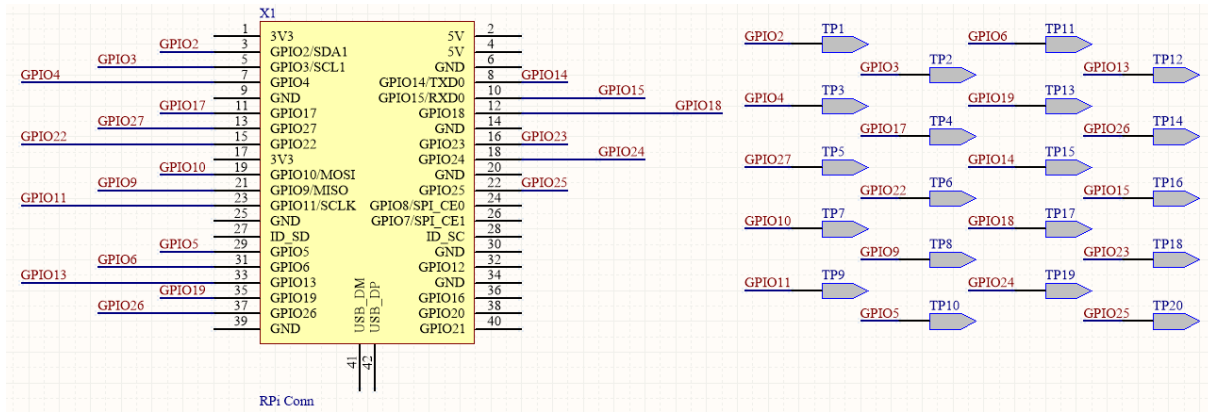 X1
1 3V3 5V 2
GPIO2 3 GPIO2/SDA1 5V 4
GPIO3 5 GPIO3/SCL1 GND 6
GPIO4 7 GPIO4 GPIO14/TXD0 8 GPIO14
9 GND GPIO15/RXD0 10 GPIO15
GPIO17 11 GPIO17 GPIO18 12 GPIO18
GPIO27 13 GPIO27 GND 14
GPIO22 15 GPIO22 GPIO23 16 GPIO23
17 3V3 GPIO24 18 GPIO24
GPIO10 19 GPIO10/MOSI GND 20
GPIO9 21 GPIO9/MISO GPIO25 22 GPIO25
GPIO11 23 GPIO11/SCLK GPIO8/SPI_CE0 24
25 GND GPIO7/SPI_CE1 26
27 ID_SD ID_SC 28
GPIO5 29 GPIO5 GND 30
GPIO6 31 GPIO6 GPIO12 32
GPIO13 33 GPIO13 GND 34
GPIO19 35 GPIO19 GPIO16 36
GPIO26 37 GPIO26 GPIO20 38
39 GND GPIO21 40
USB_DM
USB_DP
41
42
RPi Conn
GPIO2 TP1 GPIO6 TP11
GPIO3 TP2 GPIO13 TP12
GPIO4 TP3 GPIO19 TP13
GPIO17 TP4 GPIO26 TP14
GPIO27 TP5 GPIO14 TP15
GPIO22 TP6 GPIO15 TP16
GPIO10 TP7 GPIO18 TP17
GPIO9 TP8 GPIO23 TP18
GPIO11 TP9 GPIO24 TP19
GPIO5 TP10 GPIO25 TP20